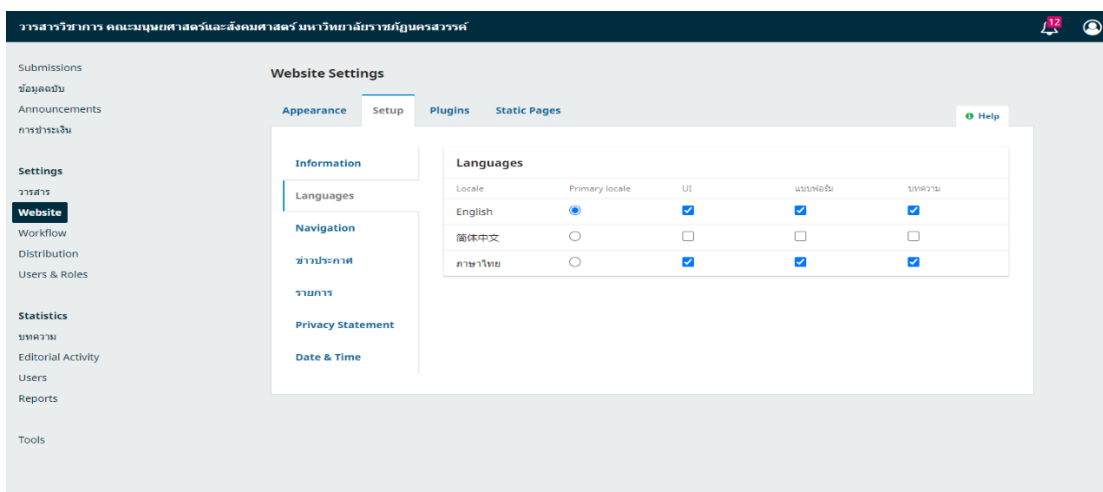 วารสารวิชาการ คณะมนุษยศาสตร์และสังคมศาสตร์ มหาวิทยาลัยราชภัฏนครสวรรค์
12
Submissions
ข้อมูลฉบับ
Announcements
การชำระเงิน
Settings
วารสาร
Website
Workflow
Distribution
Users & Roles
Statistics
บทความ
Editorial Activity
Users
Reports
Tools
Website Settings
Appearance Setup Plugins Static Pages
Help
Information
Languages
Navigation
ข่าวประกาศ
รายการ
Privacy Statement
Date & Time
Languages
Locale Primary locale UI แบบฟอร์ม บทความ
English
简体中文
ภาษาไทย